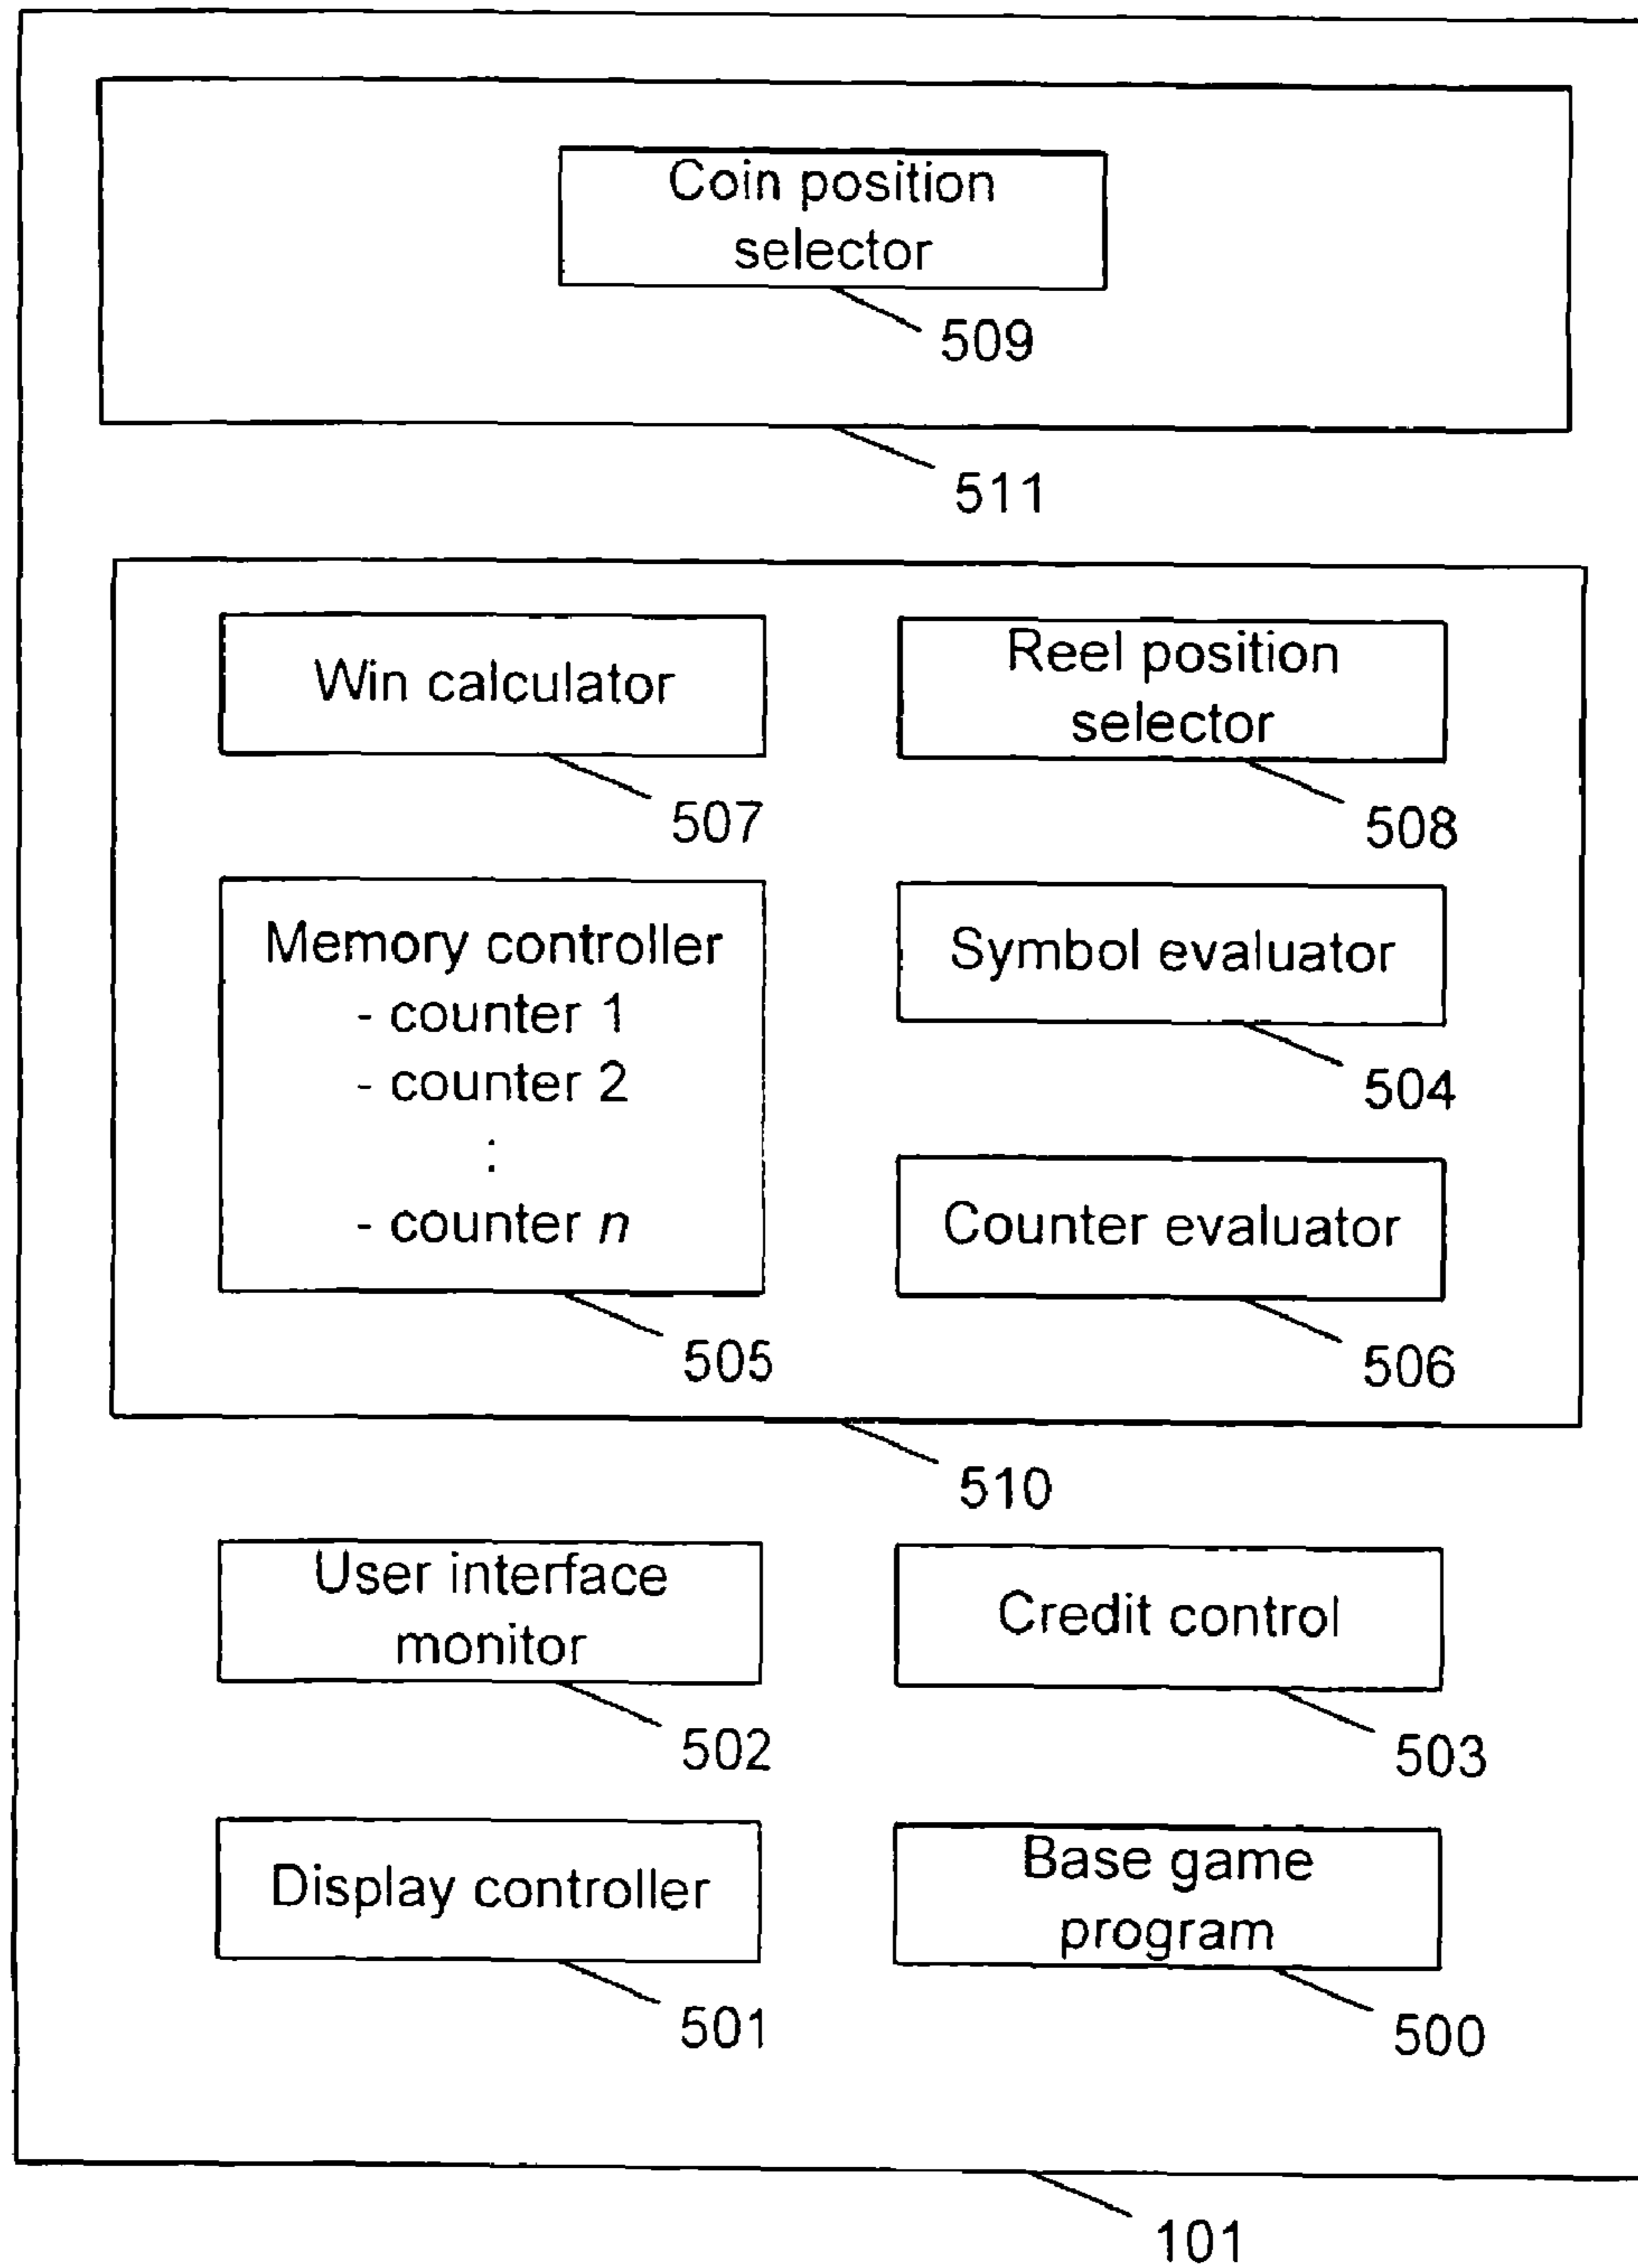 Coin position
selector
509
511
Win calculator
507
Reel position
selector
508
Memory controller
- counter 1
- counter 2
:
- counter n
505
Symbol evaluator
504
Counter evaluator
506
510
User interface
monitor
502
Credit control
503
Display controller
501
Base game
program
500
101